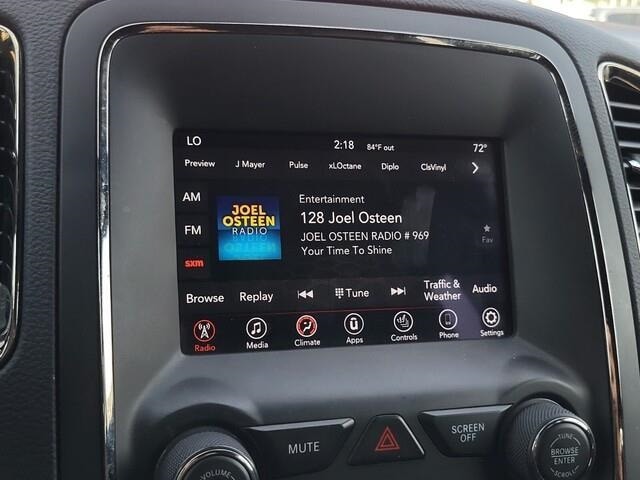 LO 2:18 84°F out 72°
Preview J Mayer Pulse xLOctane Diplo ClsVinyl
AM
FM
sxm
JOEL
OSTEEN
RADIO
Entertainment
128 Joel Osteen
JOEL OSTEEN RADIO # 969
Your Time To Shine
Fav
Browse Replay Tune Traffic & Weather Audio
Radio Media Climate Apps Controls Phone Settings
MUTE
SCREEN
OFF
VOLUME
TUNE
BROWSE
ENTER
SCROLL